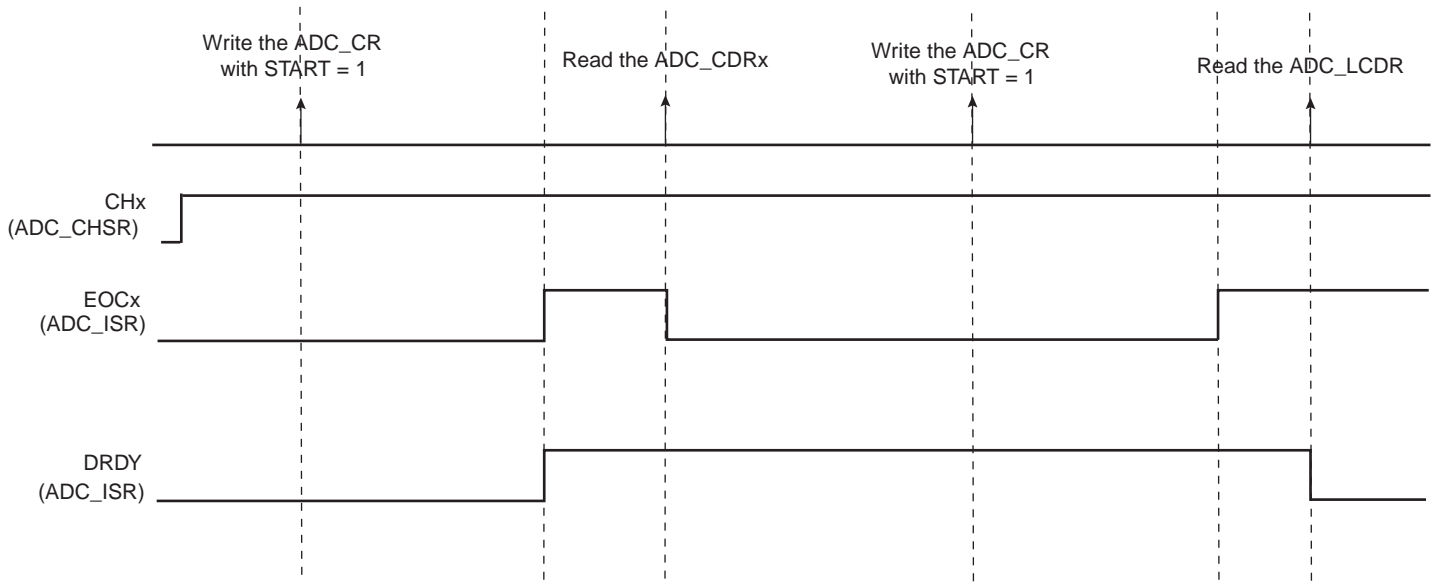 Write the ADC_CR
with START = 1
Read the ADC_CDRx
Write the ADC_CR
with START = 1
Read the ADC_LCDR
CHx
(ADC_CHSR)
EOCx
(ADC_ISR)
DRDY
(ADC_ISR)